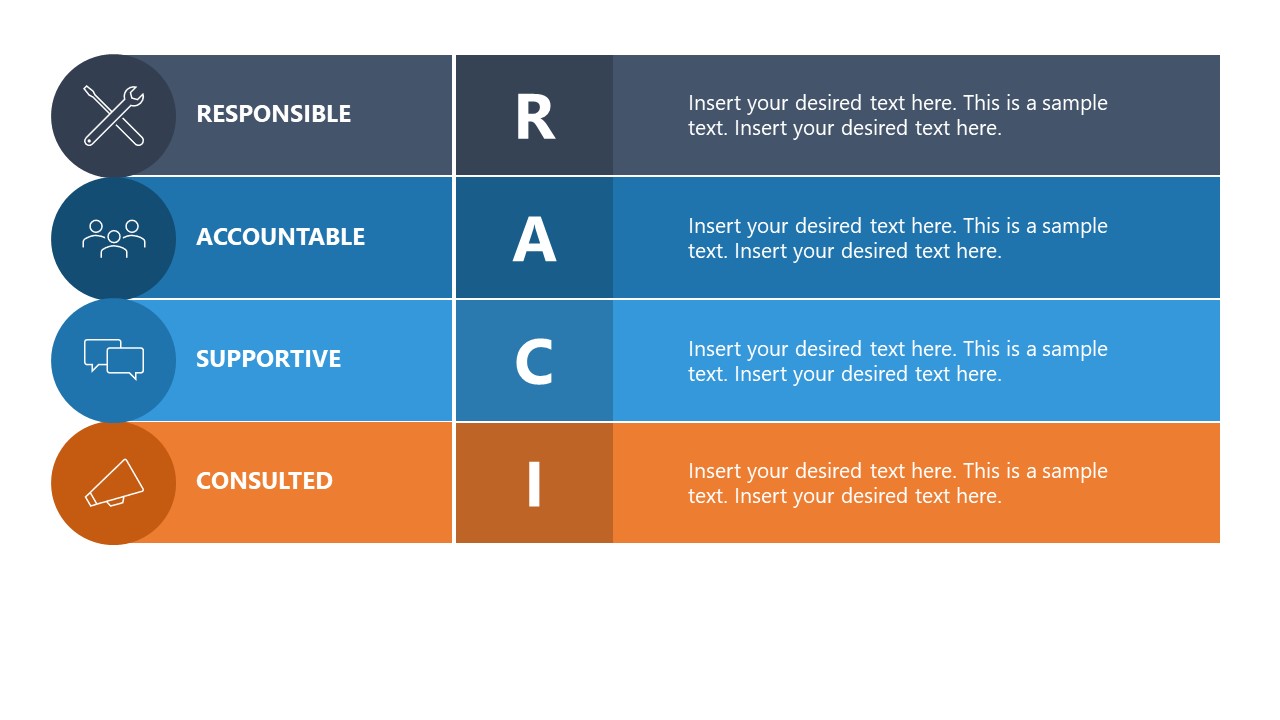 RESPONSIBLE
R
Insert your desired text here. This is a sample
text. Insert your desired text here.
ACCOUNTABLE
A
Insert your desired text here. This is a sample
text. Insert your desired text here.
SUPPORTIVE
C
Insert your desired text here. This is a sample
text. Insert your desired text here.
CONSULTED
I
Insert your desired text here. This is a sample
text. Insert your desired text here.